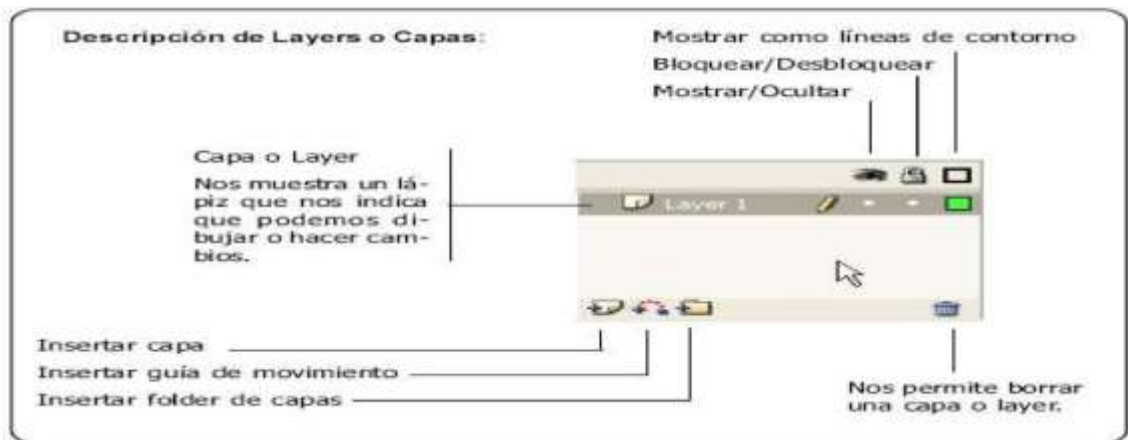 Descripción de Layers o Capas:
Mostrar como líneas de contorno
Bloquear/Desbloquear
Mostrar/Ocultar
Capa o Layer
Nos muestra un lá-
piz que nos indica
que podemos di-
bujar o hacer cam-
bios.
Layer 1
Insertar capa
Insertar guía de movimiento
Insertar folder de capas
Nos permite borrar
una capa o layer.